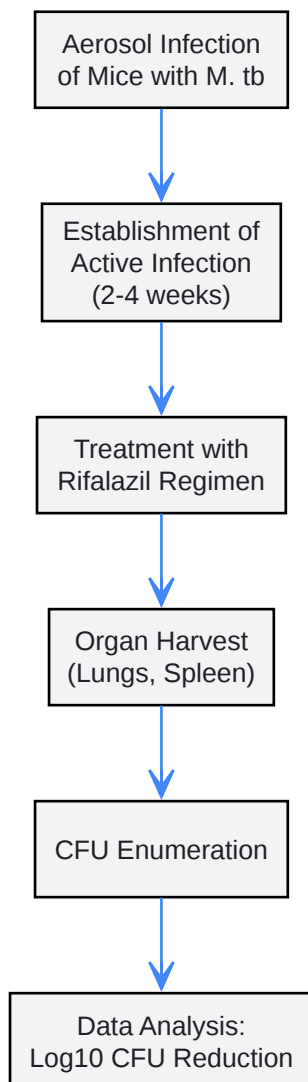 Aerosol Infection
of Mice with M. tb
Establishment of
Active Infection
(2-4 weeks)
Treatment with
Rifalazil Regimen
Organ Harvest
(Lungs, Spleen)
CFU Enumeration
Data Analysis:
Log10 CFU Reduction